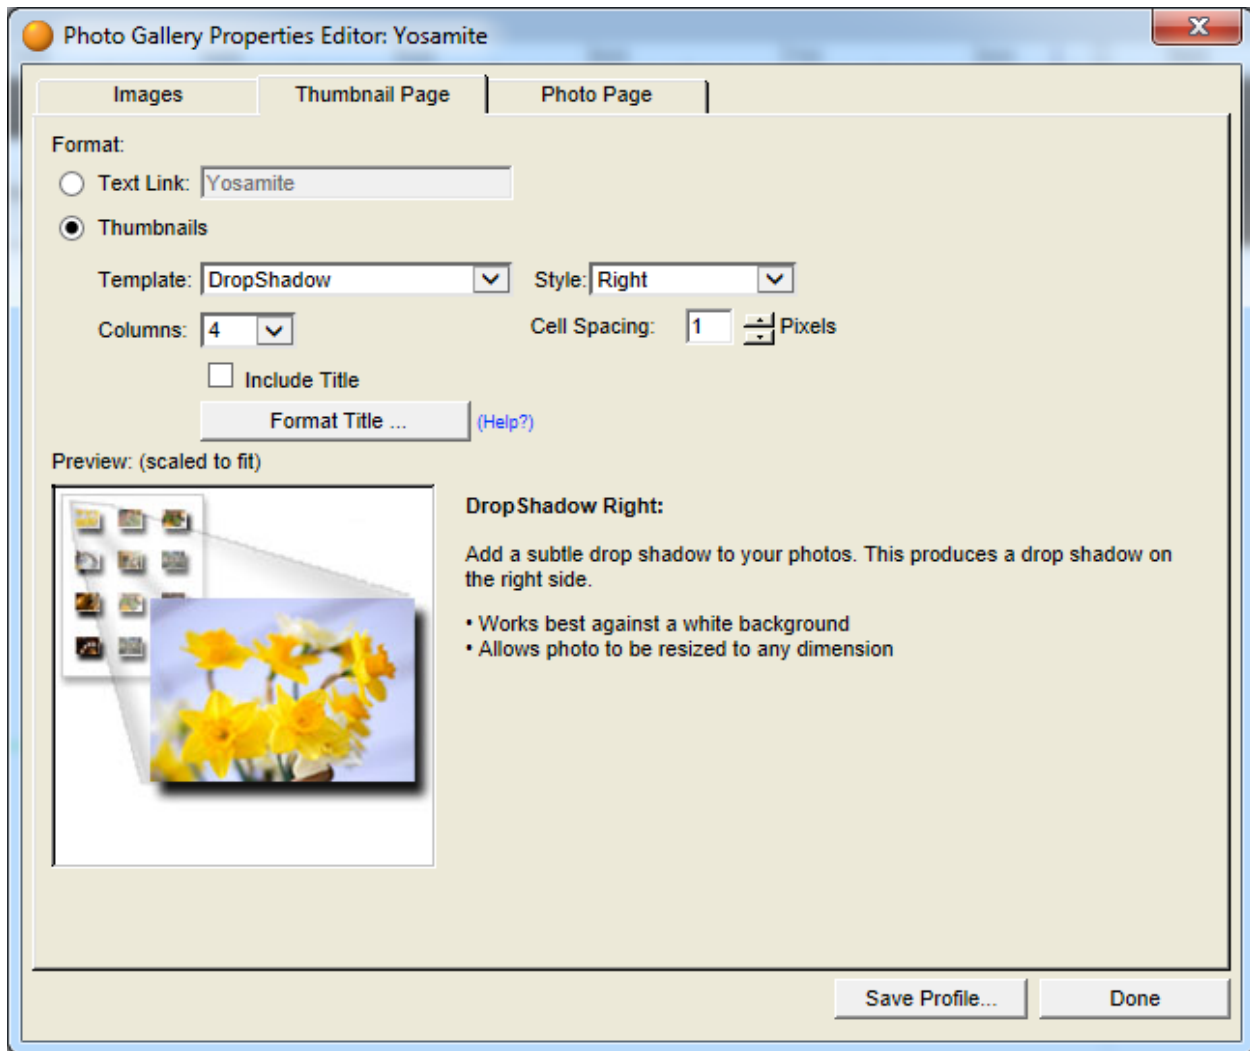 Photo Gallery Properties Editor: Yosamite
X
Images Thumbnail Page Photo Page
Format:
Text Link: Yosamite
Thumbnails
Template: DropShadow Style: Right
Columns: 4 Cell Spacing: 1 Pixels
Include Title
Format Title ... (Help?)
Preview: (scaled to fit)
DropShadow Right:
Add a subtle drop shadow to your photos. This produces a drop shadow on
the right side.
• Works best against a white background
• Allows photo to be resized to any dimension
Save Profile... Done